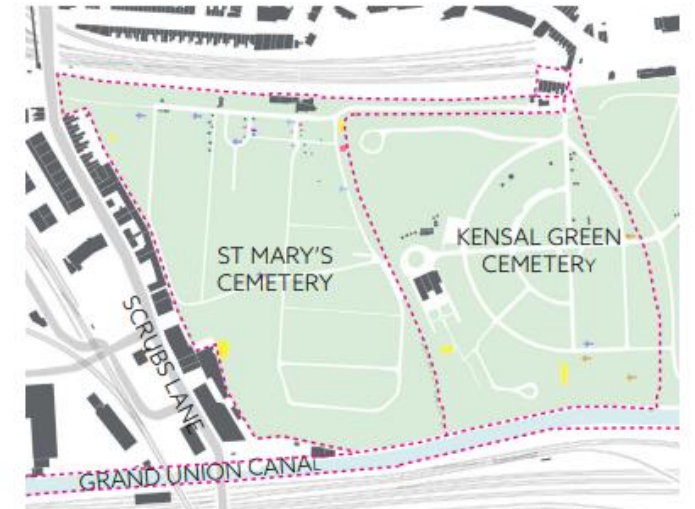 ST MARY'S
CEMETERY
KENSAL GREEN
CEMETERY
SCRUBS LANE
GRAND UNION CANAL